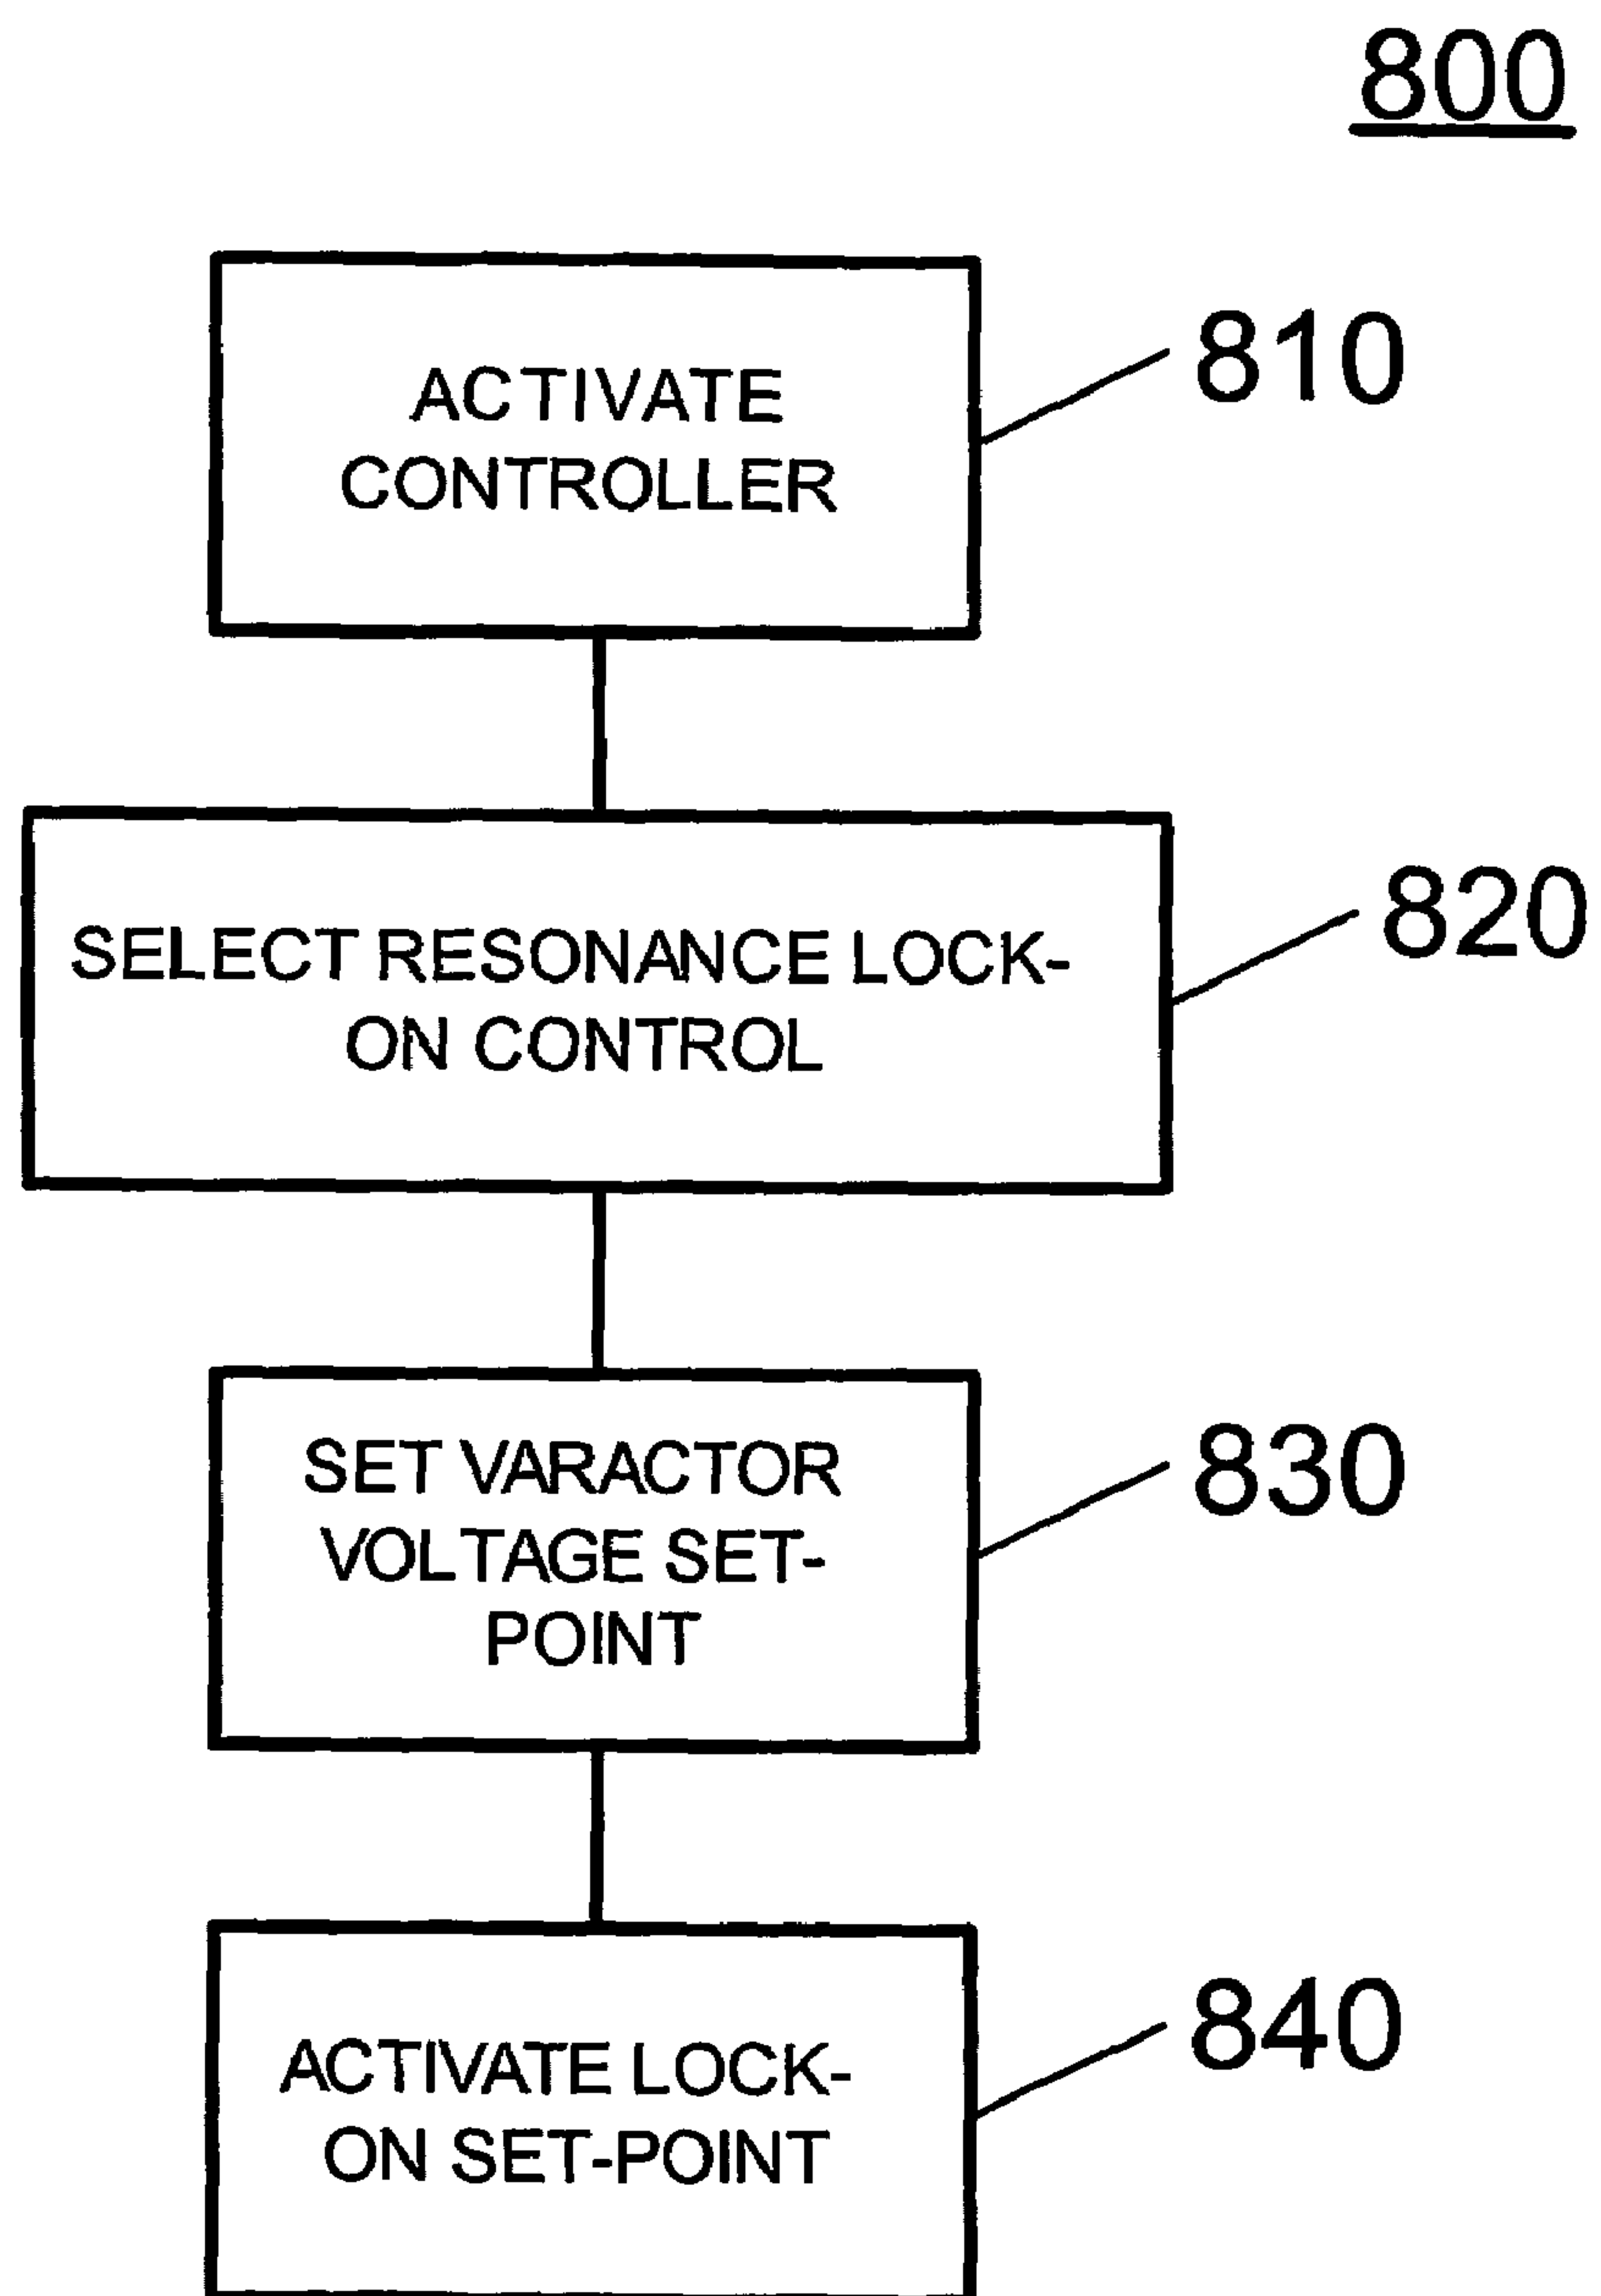 800
ACTIVATE
CONTROLLER
810
SELECT RESONANCE LOCK-
ON CONTROL
820
SET VARACTOR
VOLTAGE SET-
POINT
830
ACTIVATE LOCK-
ON SET-POINT
840